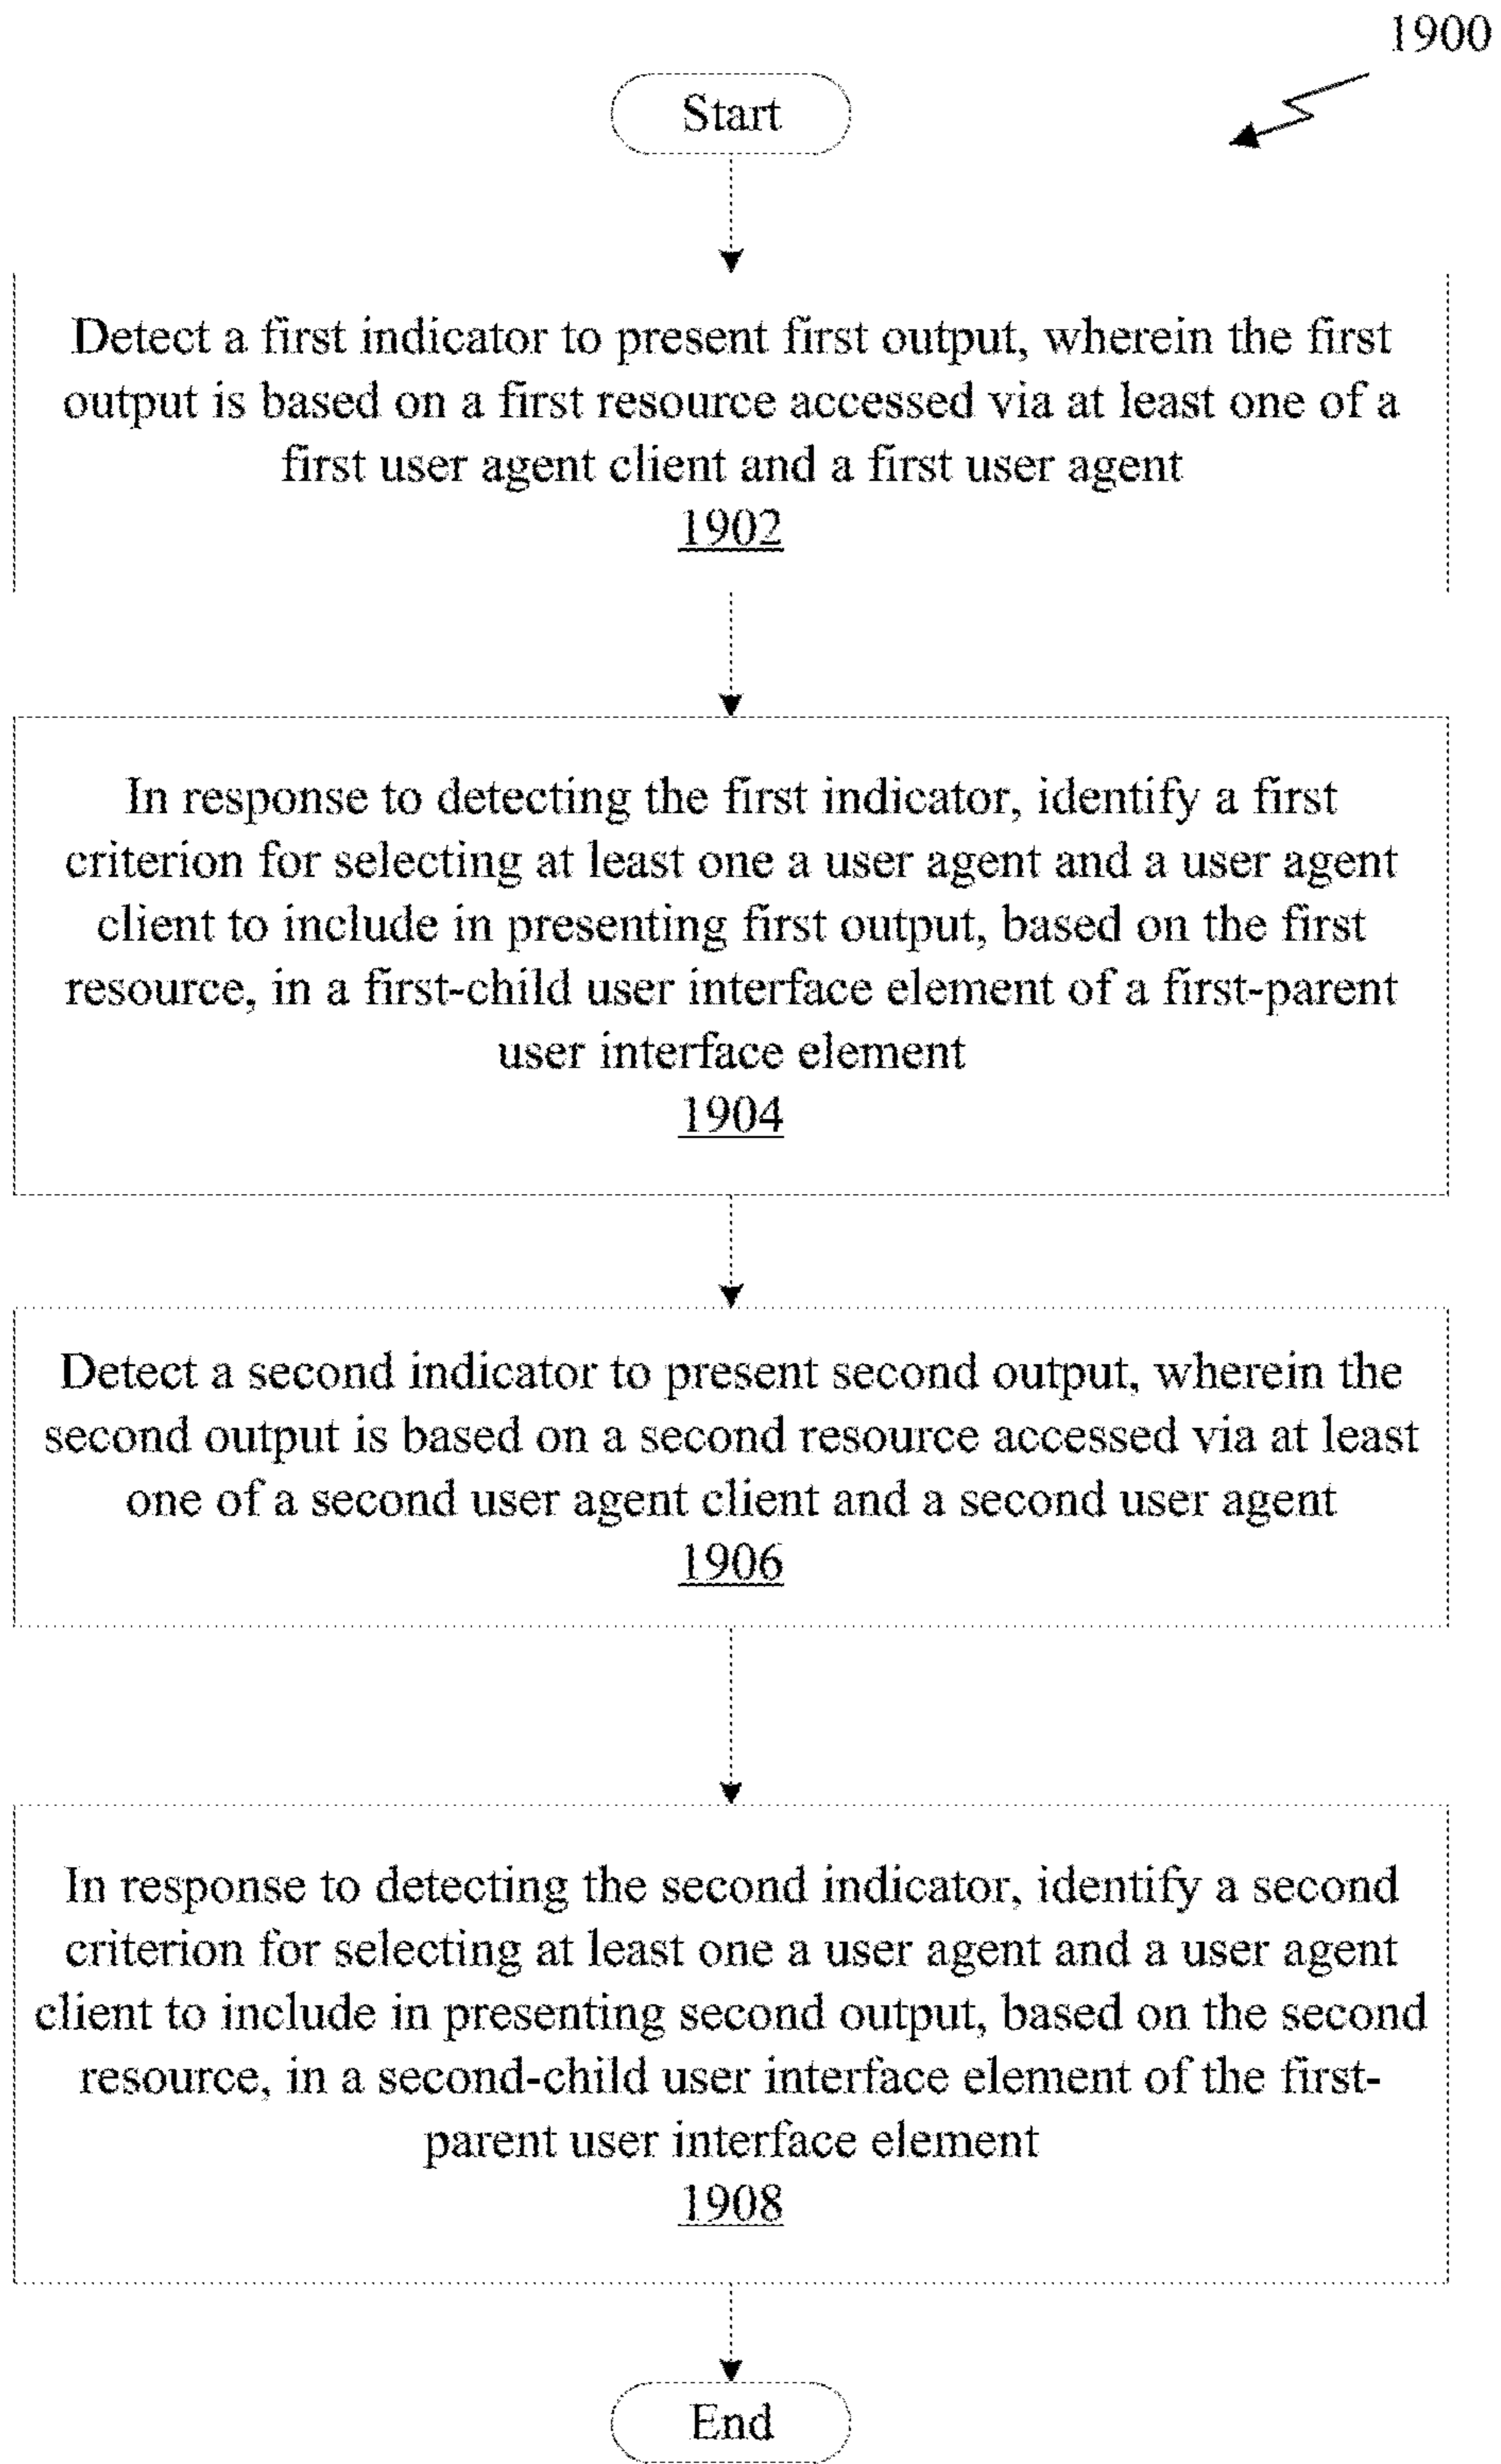 1900
Start
Detect a first indicator to present first output, wherein the first
output is based on a first resource accessed via at least one of a
first user agent client and a first user agent
1902
In response to detecting the first indicator, identify a first
criterion for selecting at least one a user agent and a user agent
client to include in presenting first output, based on the first
resource, in a first-child user interface element of a first-parent
user interface element
1904
Detect a second indicator to present second output, wherein the
second output is based on a second resource accessed via at least
one of a second user agent client and a second user agent
1906
In response to detecting the second indicator, identify a second
criterion for selecting at least one a user agent and a user agent
client to include in presenting second output, based on the second
resource, in a second-child user interface element of the first-
parent user interface element
1908
End